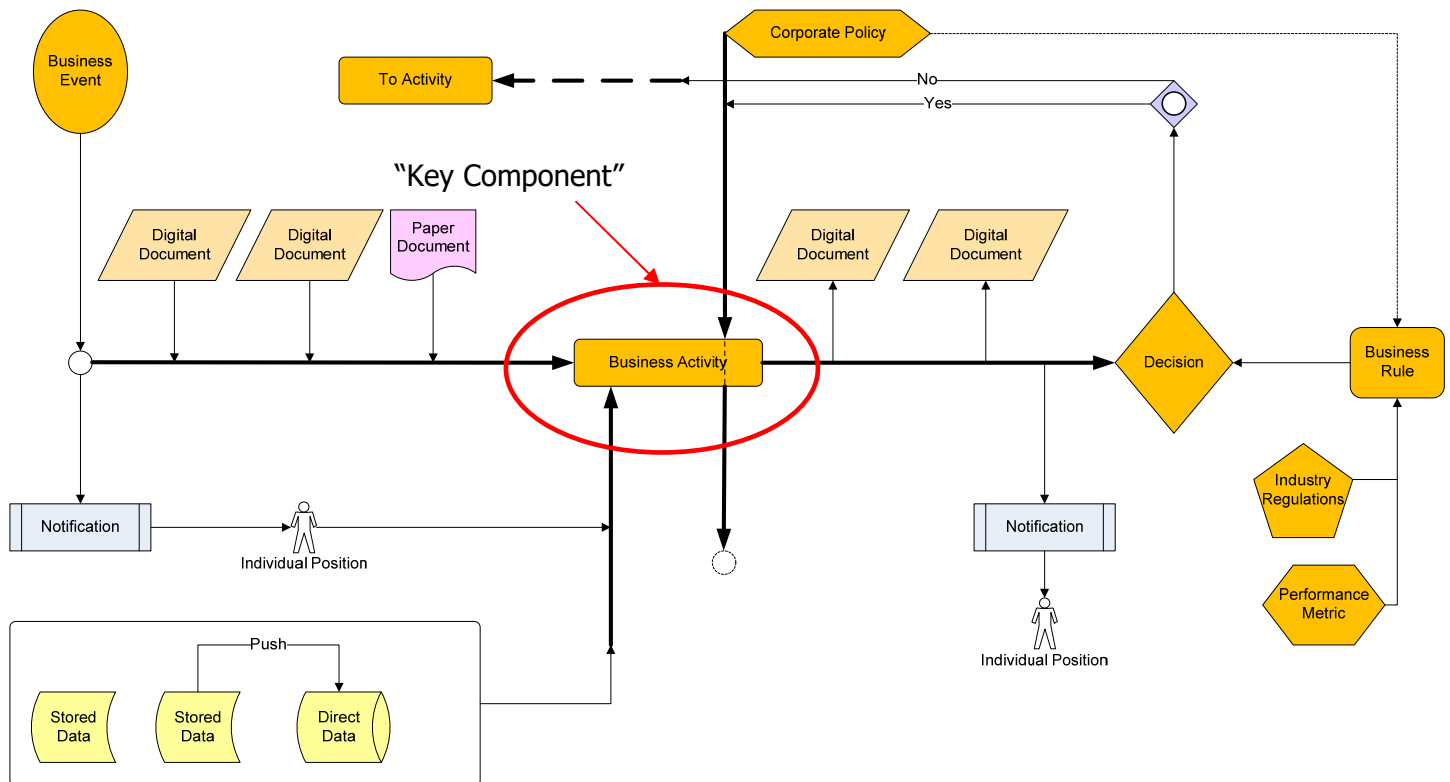 Business
Event
To Activity
Corporate Policy
No
Yes
“Key Component”
Digital
Document
Digital
Document
Paper
Document
Digital
Document
Digital
Document
Business Activity
Decision
Business
Rule
Industry
Regulations
Notification
Individual Position
Notification
Performance
Metric
Individual Position
Push
Stored
Data
Stored
Data
Direct
Data